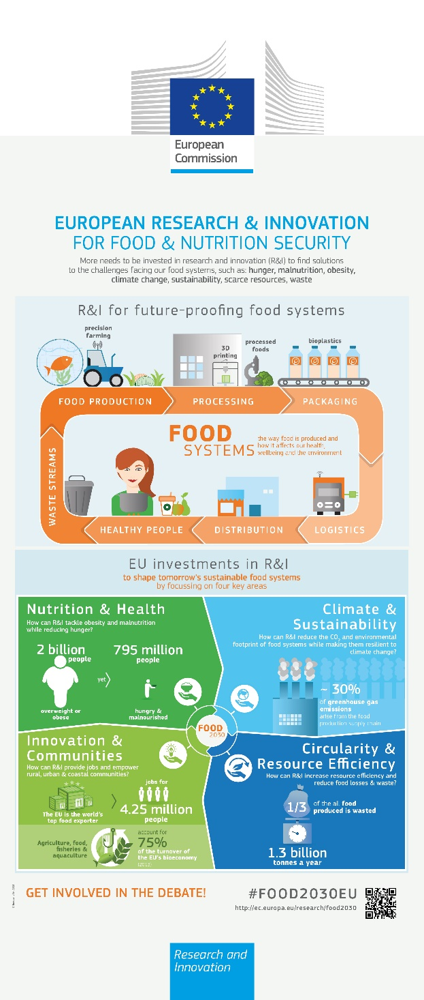 European
Commission
EUROPEAN RESEARCH & INNOVATION
FOR FOOD & NUTRITION SECURITY
More needs to be invested in research and innovation (R&I) to find solutions
to the challenges facing our food systems, such as: hunger, malnutrition, obesity,
climate change, sustainability, scarce resources, waste
R&I for future-proofing food systems
precision
farming
3D
printing
processed
foods
bioplastics
FOOD PRODUCTION
PROCESSING
PACKAGING
FOOD
SYSTEMS
the way food is produced and
how it affects our health,
wellbeing and the environment
WASTE STREAMS
HEALTHY PEOPLE
DISTRIBUTION
LOGISTICS
EU investments in R&I
to shape tomorrow's sustainable food systems
by focussing on four key areas
Nutrition & Health
How can R&I tackle obesity and malnutrition
while reducing hunger?
2 billion
people
yet
795 million
people
overweight or
obese
hungry &
malnourished
Climate &
Sustainability
How can R&I reduce the CO₂ and environmental
footprint of food systems while making them resilient to
climate change?
~ 30%
of greenhouse gas
emissions
arise from the food
production supply chain
FOOD
2030
Innovation &
Communities
How can R&I provide jobs and empower
rural, urban & coastal communities?
The EU is the world's
top food exporter
jobs for
4.25 million
people
Agriculture, food,
fisheries &
aquaculture
account for
75%
of the turnover of
the EU's bioeconomy
(2013)
Circularity &
Resource Efficiency
How can R&I increase resource efficiency and
reduce food losses & waste?
1/3
of the all food
produced is wasted
1.3 billion
tonnes a year
GET INVOLVED IN THE DEBATE!
#FOOD2030EU
http://ec.europa.eu/research/food2030
Research and
Innovation